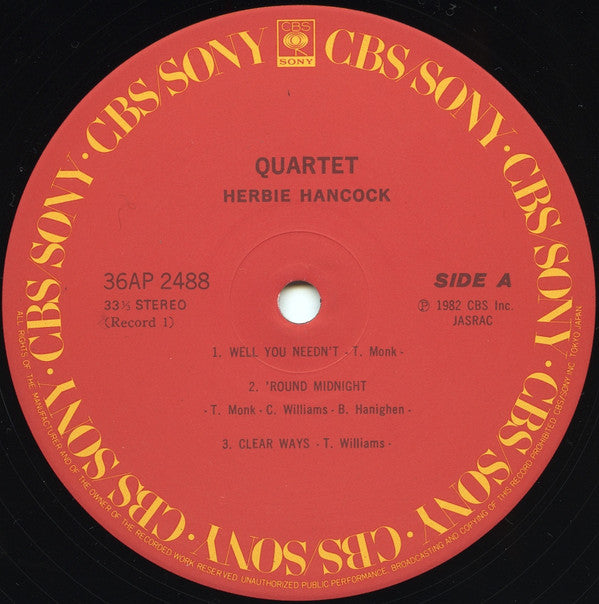 CBS
SONY
CBS/SONY · CBS/SONY · CBS/SONY · CBS/SONY · CBS/SONY · CBS/SONY · CBS/SONY · CBS/SONY
QUARTET
HERBIE HANCOCK
36AP 2488
33⅓ STEREO
(Record 1)
SIDE A
Ⓟ 1982 CBS Inc.
JASRAC
1. WELL YOU NEEDN'T - T. Monk -
2. 'ROUND MIDNIGHT
- T. Monk - C. Williams - B. Hanighen -
3. CLEAR WAYS - T. Williams -
ALL RIGHTS OF THE MANUFACTURER AND OF THE OWNER OF THE RECORDED WORK RESERVED. UNAUTHORIZED PUBLIC PERFORMANCE, BROADCASTING AND COPYING OF THIS RECORD PROHIBITED CBS/SONY INC. TOKYO JAPAN